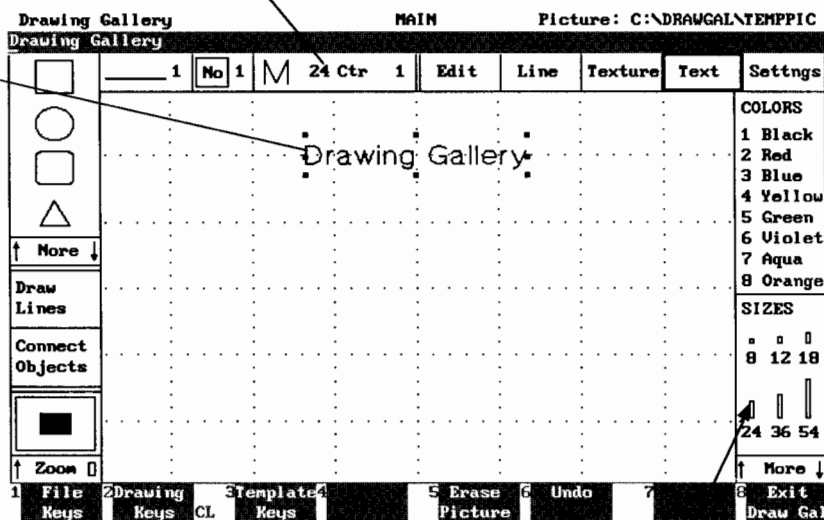 Drawing Gallery MAIN Picture: C:\DRAWGAL\TEMPPIC
Drawing Gallery
1 No 1 M 24 Ctr 1 Edit Line Texture Text Settngs
Drawing Gallery
↑ More ↓
Draw
Lines
Connect
Objects
↑ Zoom
COLORS
1 Black
2 Red
3 Blue
4 Yellow
5 Green
6 Violet
7 Aqua
8 Orange
SIZES
8 12 18
24 36 54
↑ More ↓
1 File Keys
2 Drawing Keys
CL
3 Template Keys
4
5 Erase Picture
6 Undo
7
8 Exit Draw Gal